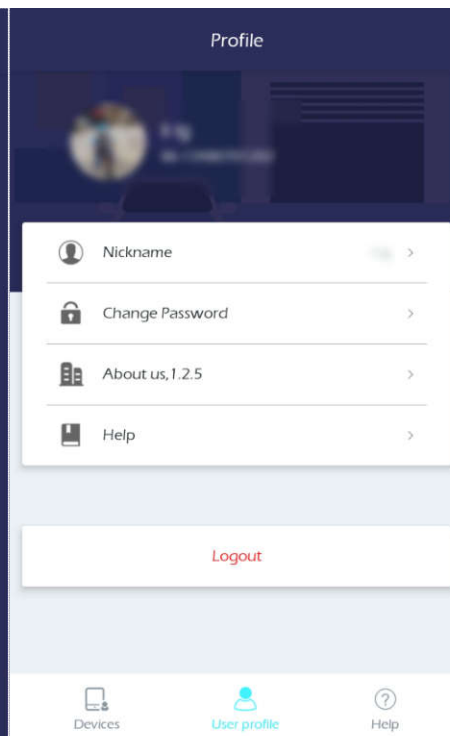 Profile
Nickname
Change Password
About us,1.2.5
Help
Logout
Devices
User profile
Help